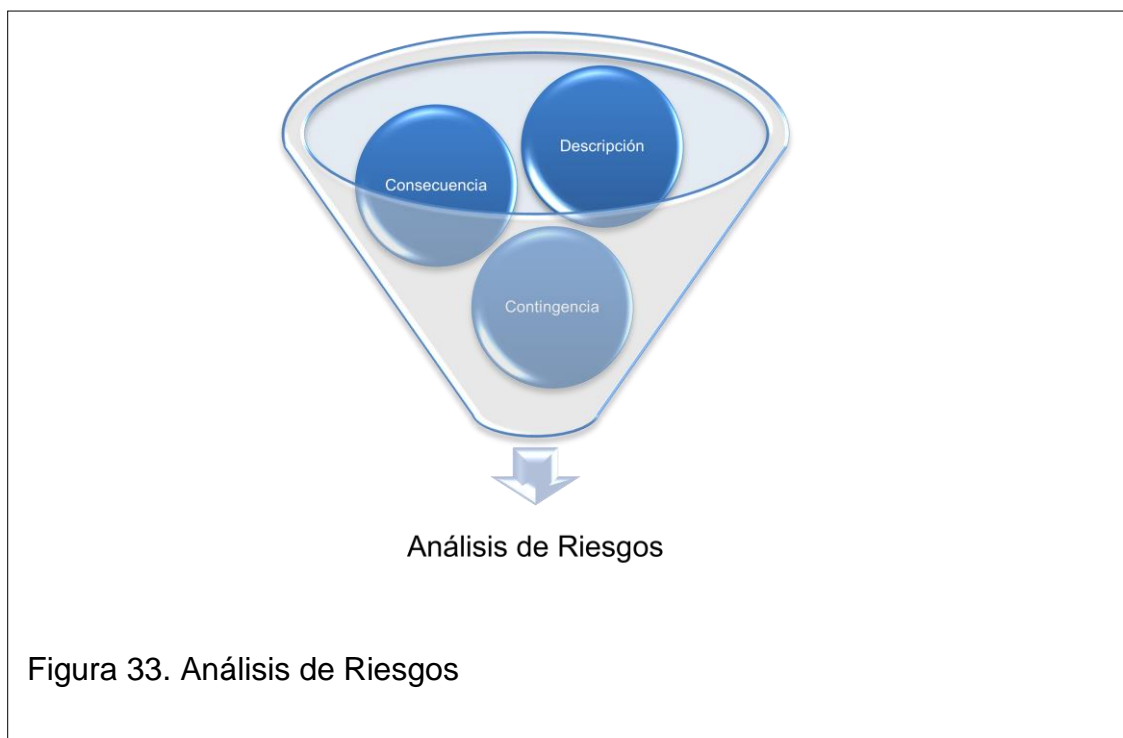 Descripción
Consecuencia
Contingencia
Análisis de Riesgos
Figura 33. Análisis de Riesgos